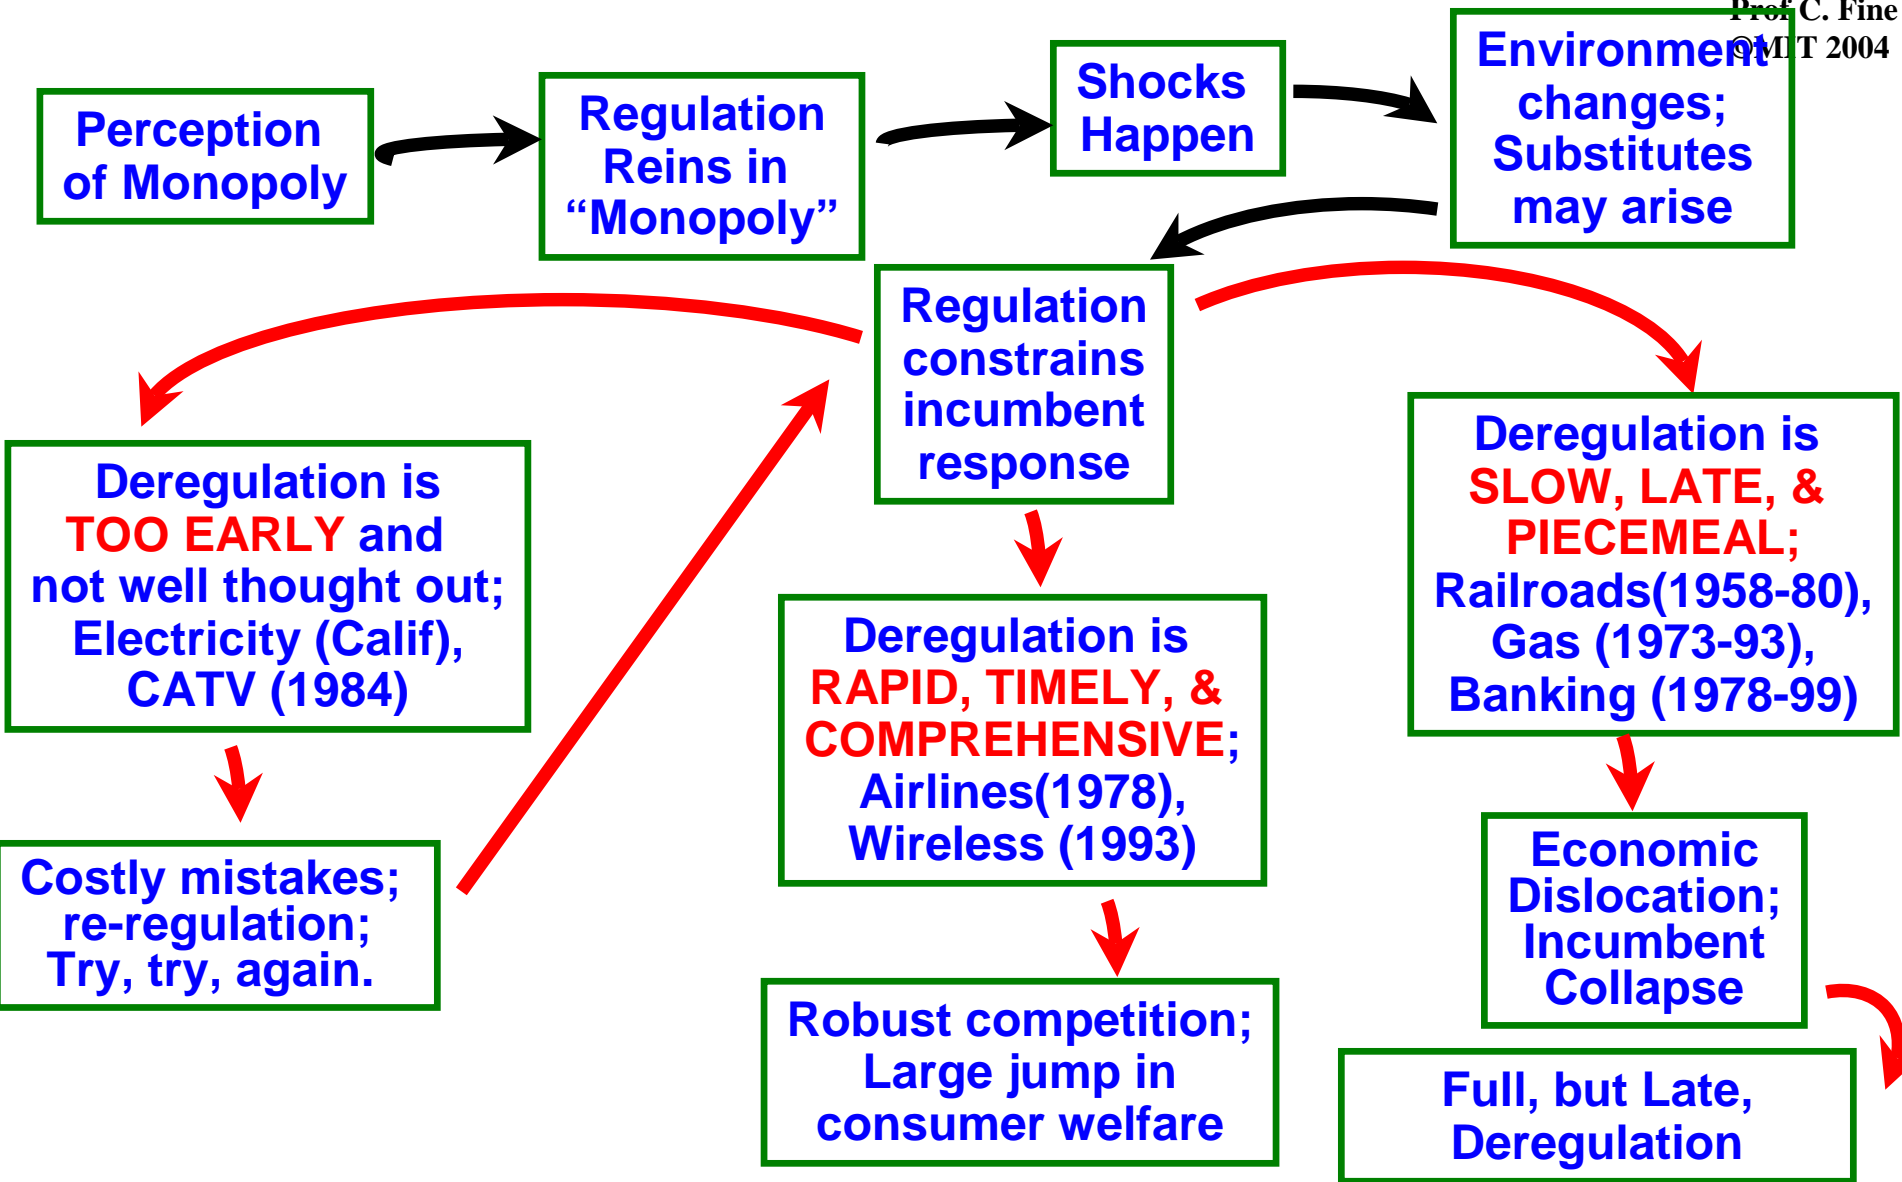 Prof C. Fine
©MIT 2004
Perception
of Monopoly
Regulation
Reins in
“Monopoly”
Shocks
Happen
Environment
changes;
Substitutes
may arise
Regulation
constrains
incumbent
response
Deregulation is
TOO EARLY and
not well thought out;
Electricity (Calif),
CATV (1984)
Costly mistakes;
re-regulation;
Try, try, again.
Deregulation is
RAPID, TIMELY, &
COMPREHENSIVE;
Airlines(1978),
Wireless (1993)
Robust competition;
Large jump in
consumer welfare
Deregulation is
SLOW, LATE, &
PIECEMEAL;
Railroads(1958-80),
Gas (1973-93),
Banking (1978-99)
Economic
Dislocation;
Incumbent
Collapse
Full, but Late,
Deregulation